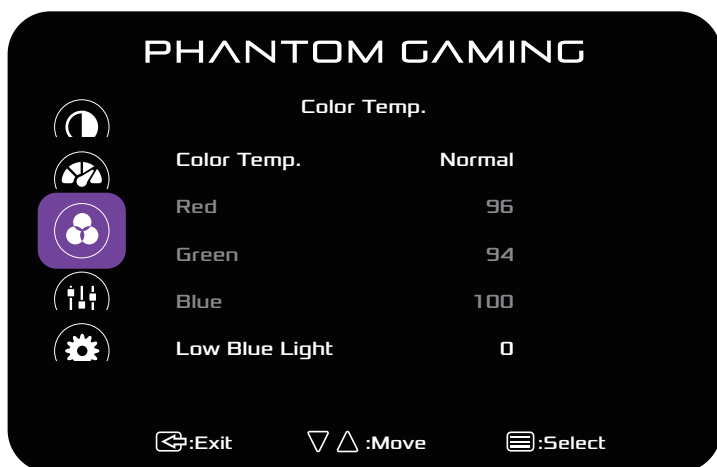 PHANTOM GAMING
Color Temp.
Color Temp. Normal
Red 96
Green 94
Blue 100
Low Blue Light 0
:Exit :Move :Select